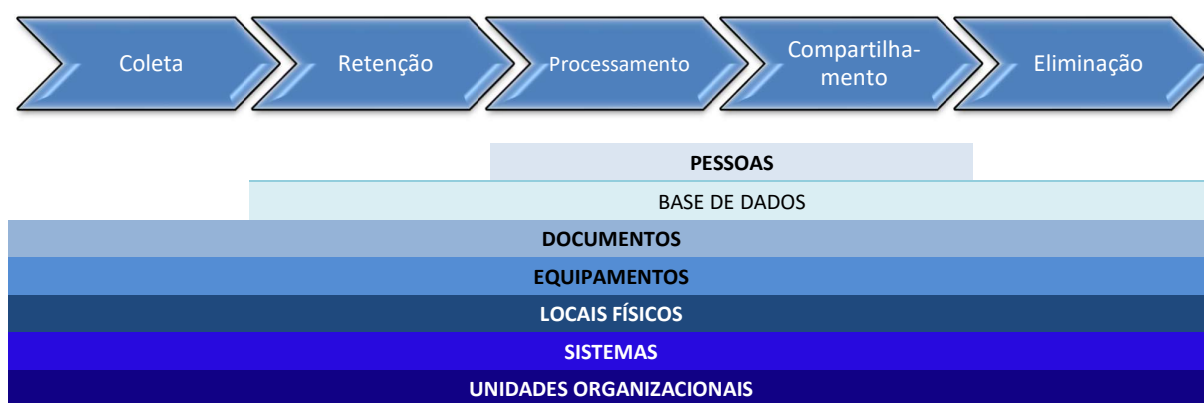 Coleta
Retenção
Processamento
Compartilha-
mento
Eliminação
PESSOAS
BASE DE DADOS
DOCUMENTOS
EQUIPAMENTOS
LOCAIS FÍSICOS
SISTEMAS
UNIDADES ORGANIZACIONAIS